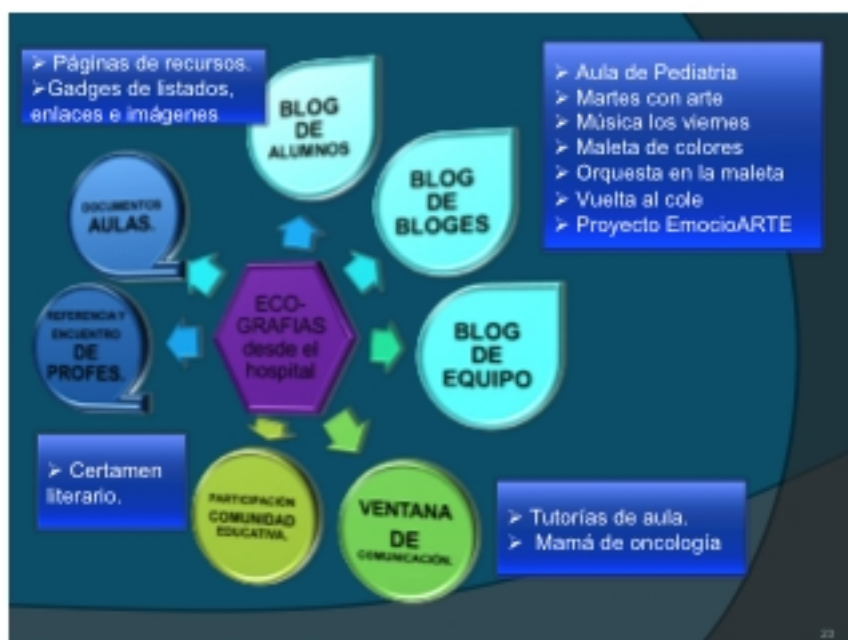 ➢ Páginas de recursos.
➢Gadges de listados,
enlaces e imágenes
BLOG
DE
ALUMNOS
➢ Aula de Pediatria
➢ Martes con arte
➢ Música los viernes
➢ Maleta de colores
➢ Orquesta en la maleta
➢ Vuelta al cole
➢ Proyecto EmocioARTE
BLOG
DE
BLOGES
DOCUMENTOS
AULAS.
ECO-
GRAFIAS
desde el
hospital
REFERENCIA Y
ENCUENTRO
DE
PROFES.
BLOG
DE
EQUIPO
➢ Certamen
literario.
PARTICIPACIÓN
COMUNIDAD
EDUCATIVA.
VENTANA
DE
COMUNICACIÓN.
➢ Tutorías de aula.
➢ Mamá de oncología
23